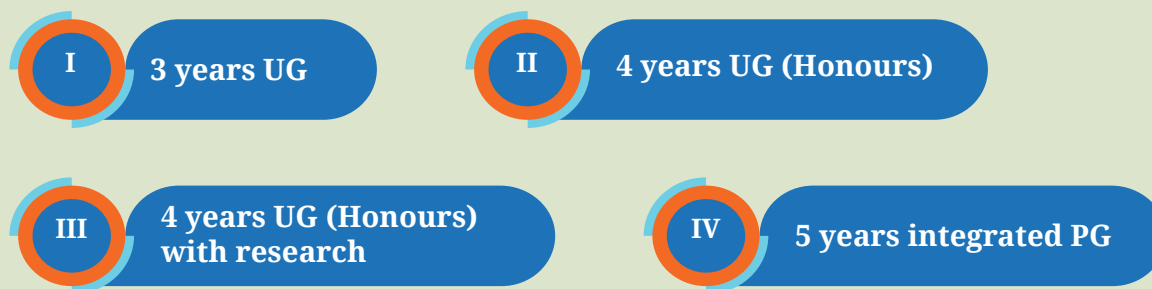 I
3 years UG
II
4 years UG (Honours)
III
4 years UG (Honours)
with research
IV
5 years integrated PG